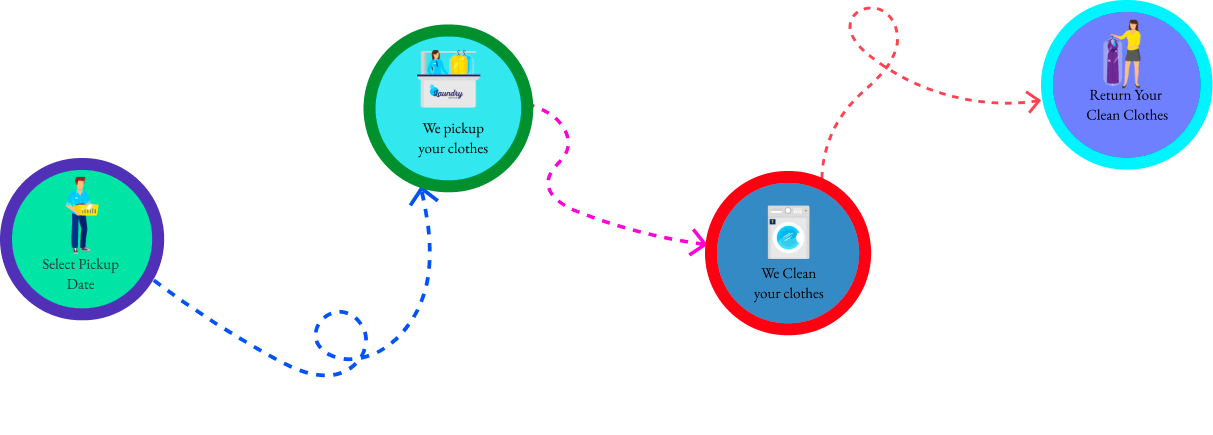 Select Pickup
Date
Laundry
We pickup
your clothes
We Clean
your clothes
Return Your
Clean Clothes